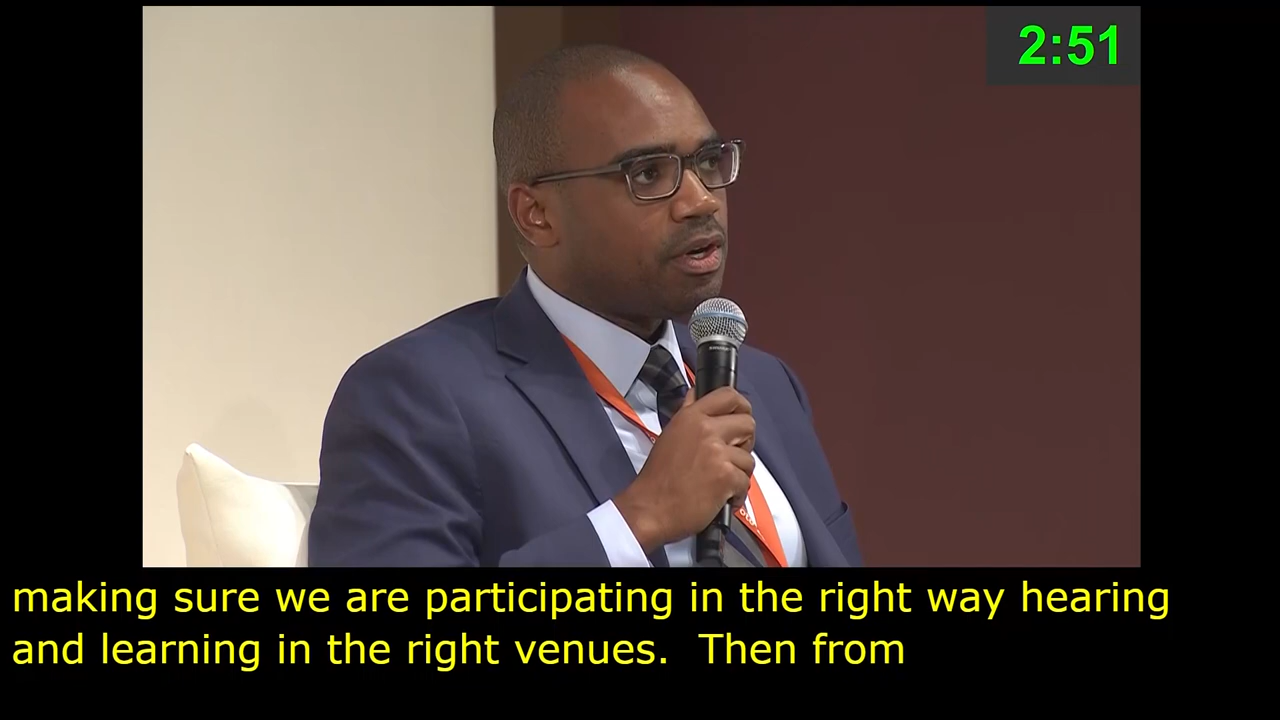 2:51
making sure we are participating in the right way hearing
and learning in the right venues.  Then from